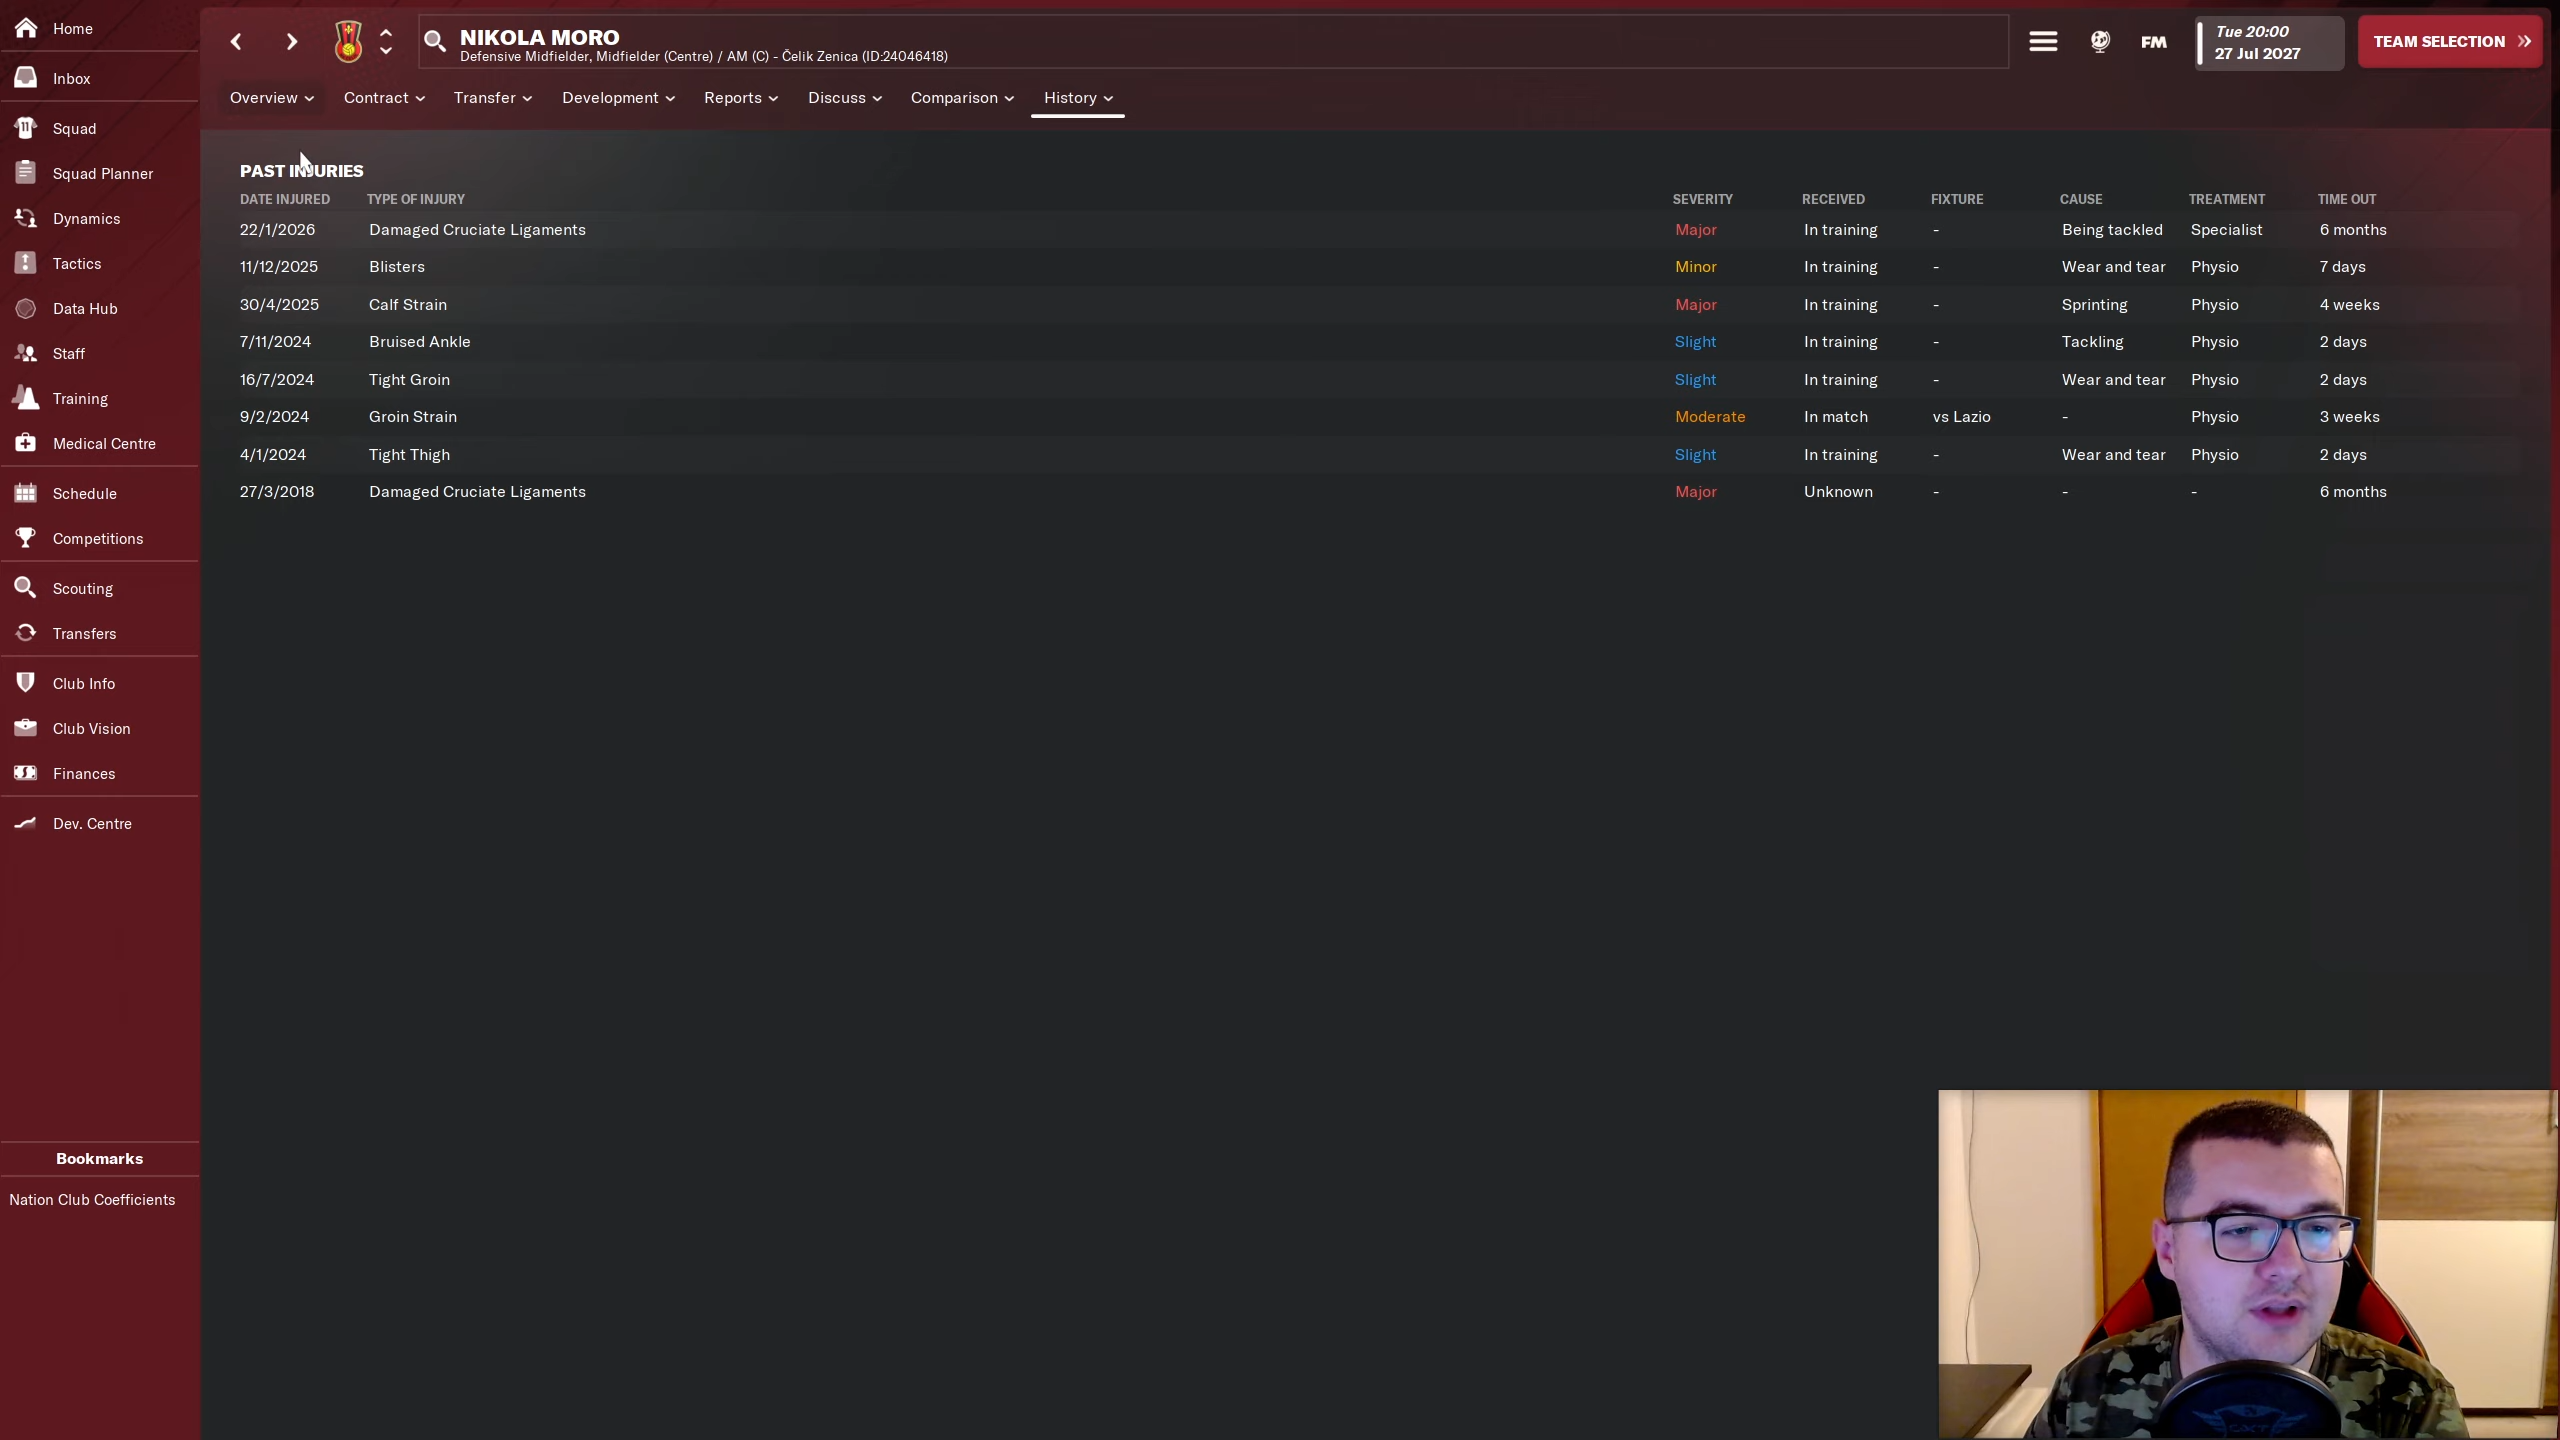 Home
Inbox
Squad
Squad Planner
Dynamics
Tactics
Data Hub
Staff
Training
Medical Centre
Schedule
Competitions
Scouting
Transfers
Club Info
Club Vision
Finances
Dev. Centre
Bookmarks
Nation Club Coefficients
NIKOLA MORO
Defensive Midfielder, Midfielder (Centre) / AM (C) - Čelik Zenica (ID:24046418)
FM
Tue 20:00
27 Jul 2027
TEAM SELECTION
Overview Contract Transfer Development Reports Discuss Comparison History
PAST INJURIES
DATE INJURED TYPE OF INJURY SEVERITY RECEIVED FIXTURE CAUSE TREATMENT TIME OUT
22/1/2026 Damaged Cruciate Ligaments Major In training - Being tackled Specialist 6 months
11/12/2025 Blisters Minor In training - Wear and tear Physio 7 days
30/4/2025 Calf Strain Major In training - Sprinting Physio 4 weeks
7/11/2024 Bruised Ankle Slight In training - Tackling Physio 2 days
16/7/2024 Tight Groin Slight In training - Wear and tear Physio 2 days
9/2/2024 Groin Strain Moderate In match vs Lazio - Physio 3 weeks
4/1/2024 Tight Thigh Slight In training - Wear and tear Physio 2 days
27/3/2018 Damaged Cruciate Ligaments Major Unknown - - - 6 months